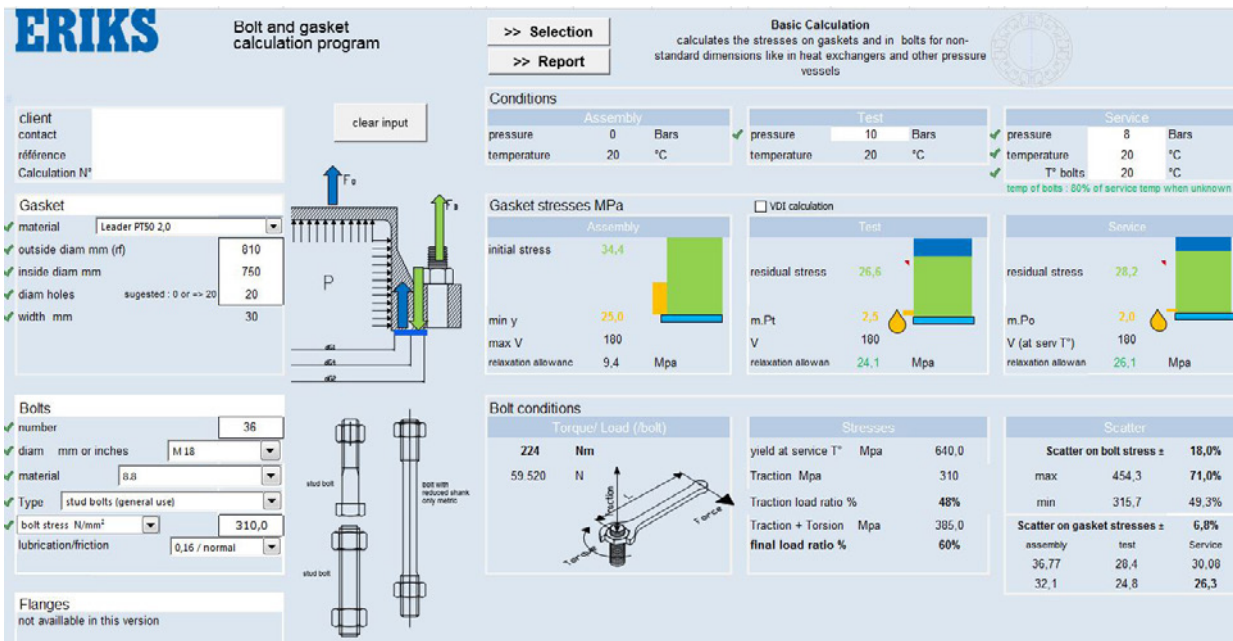 ERIKS
Bolt and gasket
calculation program
>> Selection
>> Report
Basic Calculation
calculates the stresses on gaskets and in bolts for non-
standard dimensions like in heat exchangers and other pressure
vessels
client
contact
référence
Calculation N°
clear input
Conditions
Assembly
pressure 0 Bars
temperature 20 °C
Test
pressure 10 Bars
temperature 20 °C
Service
pressure 8 Bars
temperature 20 °C
T° bolts 20 °C
temp of bolts : 80% of service temp when unknown
Gasket
material Leader PT50 2,0
outside diam mm (rf) 810
inside diam mm 750
diam holes sugested : 0 or => 20 20
width mm 30
P
Gasket stresses MPa
Assembly
initial stress 34,4
min y 25,0
max V 180
relaxation allowanc 9,4 Mpa
VDI calculation
Test
residual stress 26,6
m.Pt 2,5
V 180
relaxation allowan 24,1 Mpa
Service
residual stress 28,2
m.Po 2,0
V (at serv T°) 180
relaxation allowan 26,1 Mpa
Bolts
number 36
diam mm or inches M 18
material 8.8
Type stud bolts (general use)
bolt stress N/mm² 310,0
lubrication/friction 0,16 / normal
stud bolt
bolt with
reduced shank
only metric
stud bolt
Bolt conditions
Torque/ Load (/bolt)
224 Nm
59.520 N
Traction
L
Force
Torque
Stresses
yield at service T° Mpa 640,0
Traction Mpa 310
Traction load ratio % 48%
Traction + Torsion Mpa 385,0
final load ratio % 60%
Scatter
Scatter on bolt stress ± 18,0%
max 454,3 71,0%
min 315,7 49,3%
Scatter on gasket stresses ± 6,8%
assembly test Service
36,77 28,4 30,08
32,1 24,8 26,3
Flanges
not availlable in this version